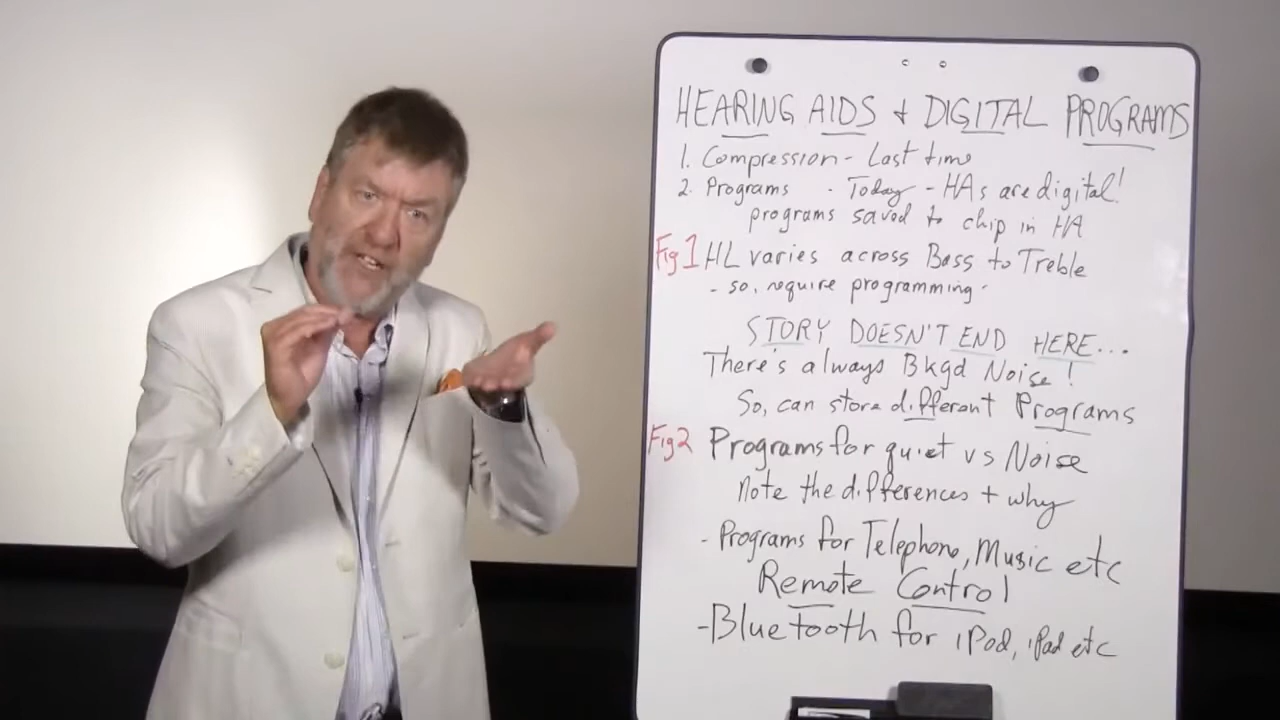 HEARING AIDS + DIGITAL PROGRAMS
1. Compression - Last time
2. Programs - Today - HAs are digital!
programs saved to chip in HA
Fig 1 HL varies across Bass to Treble
- so, require programming.
STORY DOESN'T END HERE...
There's always Bkgd Noise!
So, can store different Programs
Fig 2 Programs for quiet vs Noise
Note the differences + why
- Programs for Telephone, Music etc
Remote Control
- Bluetooth for iPod, iPad etc